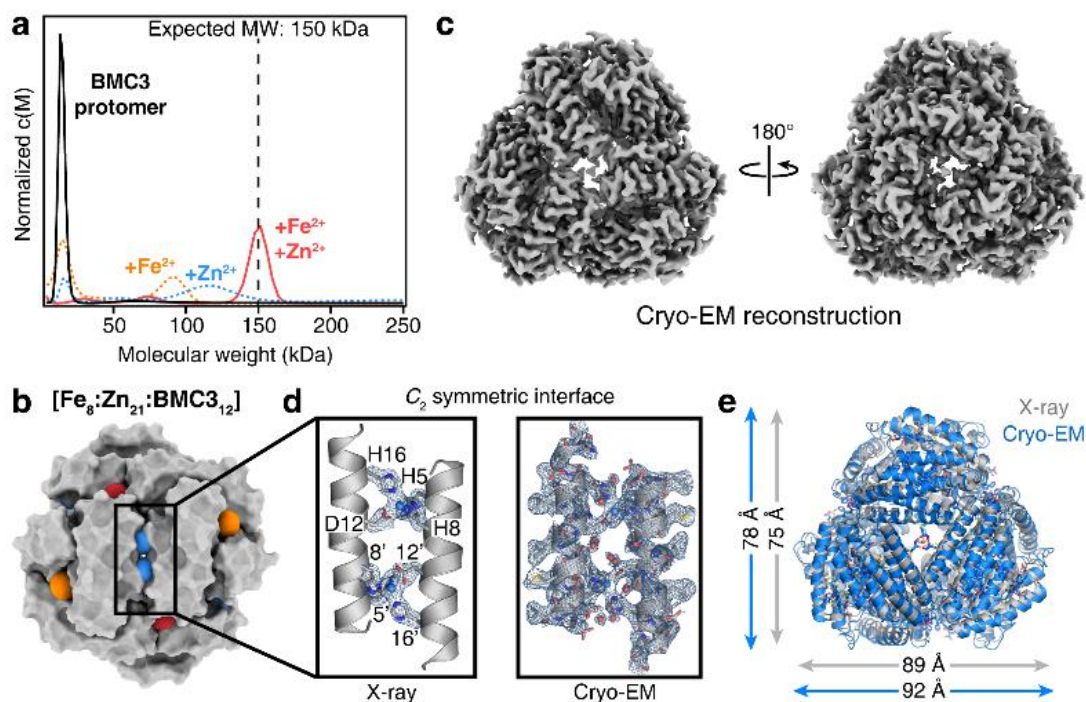 a
Expected MW: 150 kDa
BMC3
protomer
+Fe²⁺
+Zn²⁺
+Fe²⁺
+Zn²⁺
Normalized c(M)
50
100
150
200
250
Molecular weight (kDa)
c
180°
Cryo-EM reconstruction
b [Fe₈:Zn₂₁:BMC3₁₂]
d
C₂ symmetric interface
H16
H5
D12
H8
8’
12’
5’
16’
X-ray
Cryo-EM
e
X-ray
Cryo-EM
78 Å
75 Å
89 Å
92 Å